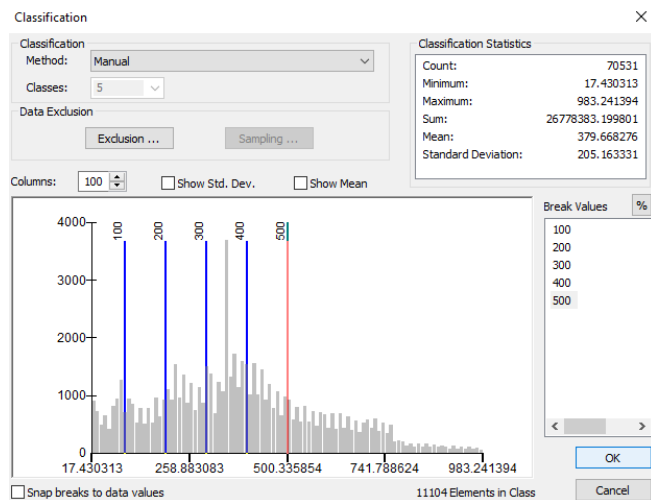 Classification
Classification
Method: Manual
Classes: 5
Data Exclusion
Exclusion ...
Sampling ...
Classification Statistics
Count: 70531
Minimum: 17.430313
Maximum: 983.241394
Sum: 26778383.199801
Mean: 379.668276
Standard Deviation: 205.163331
Columns: 100 Show Std. Dev. Show Mean
Break Values %
100
200
300
400
500
4000
3000
2000
1000
0
100 200 300 400 500
17.430313 258.883083 500.335854 741.788624 983.241394
OK
Cancel
Snap breaks to data values
11104 Elements in Class